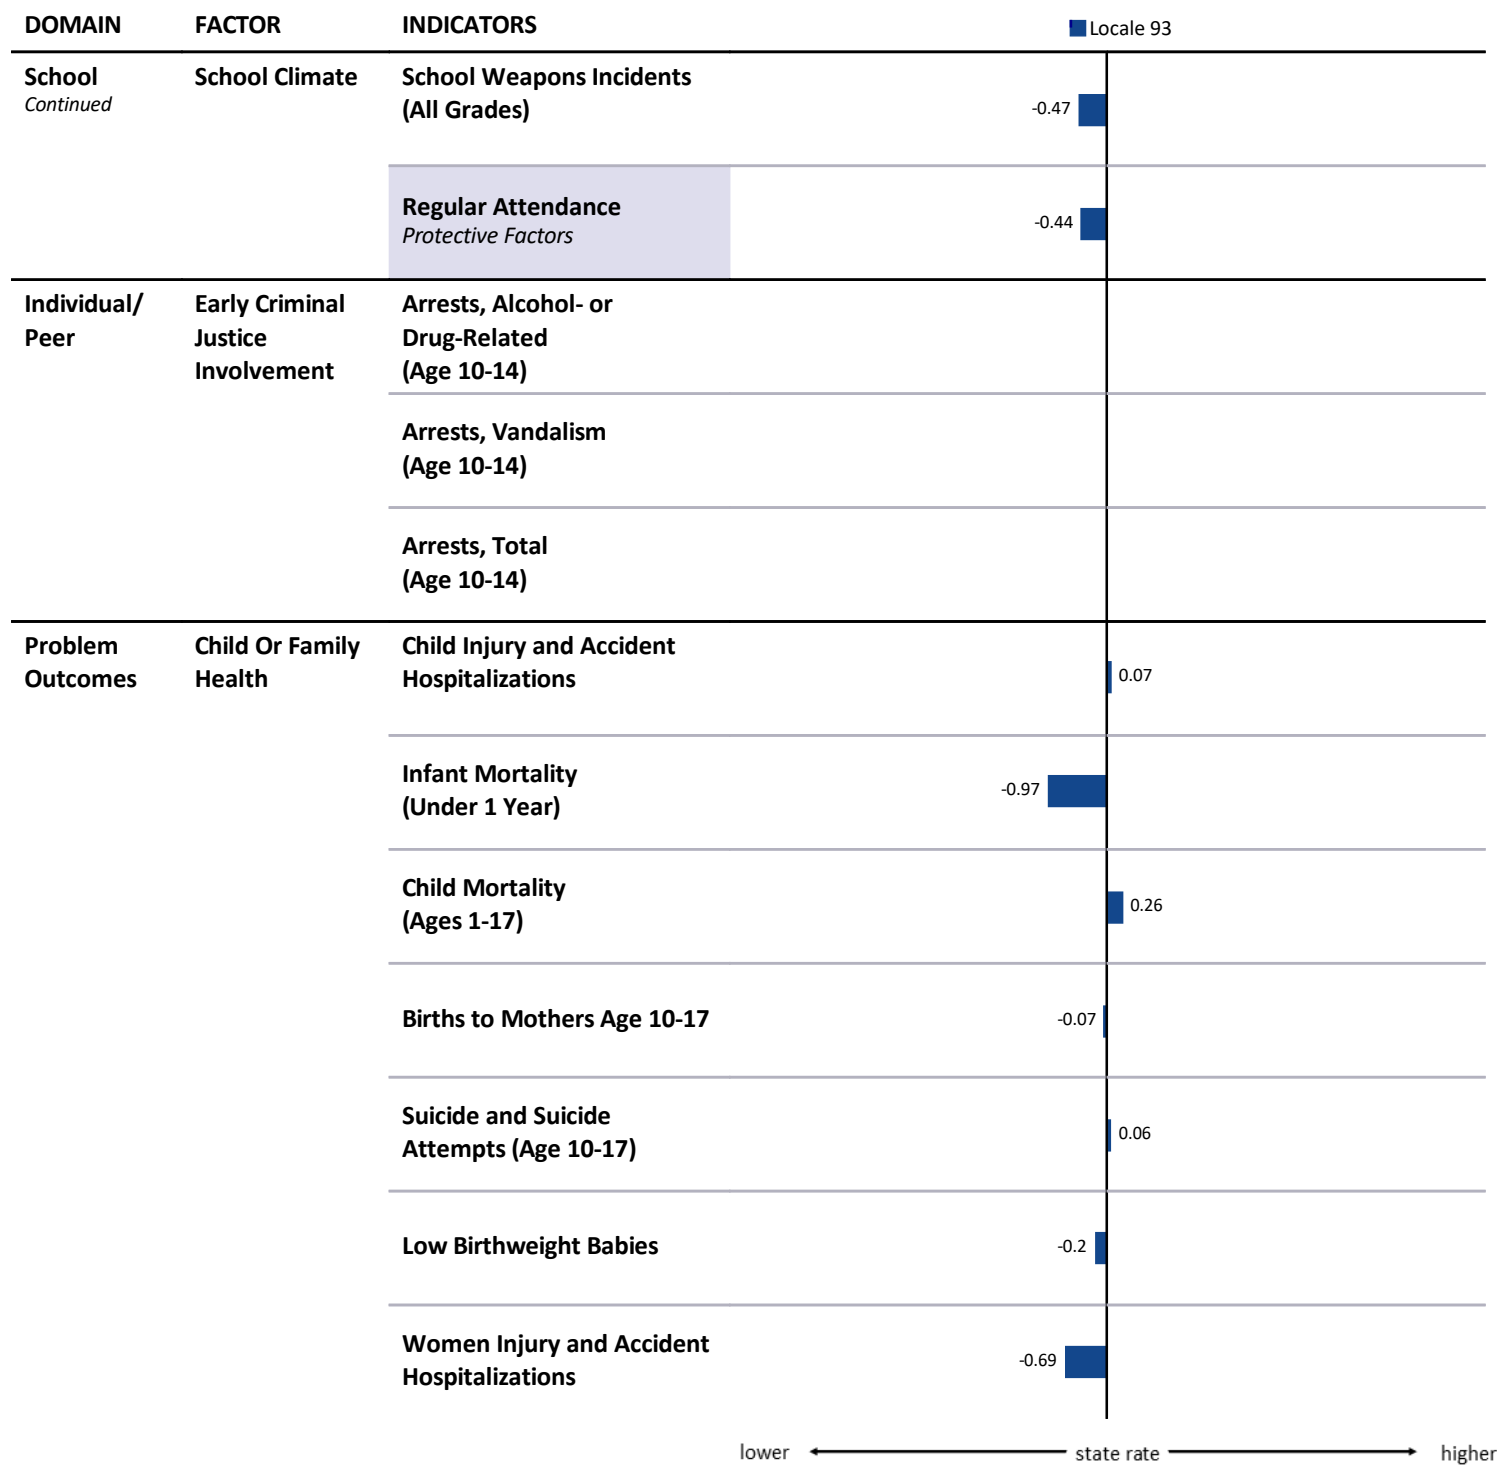 DOMAIN FACTOR INDICATORS Locale 93
School School Climate School Weapons Incidents
Continued (All Grades)
-0.47
Regular Attendance
Protective Factors
-0.44
Individual/ Early Criminal Arrests, Alcohol- or
Peer Justice Drug-Related
Involvement (Age 10-14)
Arrests, Vandalism
(Age 10-14)
Arrests, Total
(Age 10-14)
Problem Child Or Family Child Injury and Accident
Outcomes Health Hospitalizations
0.07
Infant Mortality
(Under 1 Year)
-0.97
Child Mortality
(Ages 1-17)
0.26
Births to Mothers Age 10-17 -0.07
Suicide and Suicide
Attempts (Age 10-17)
0.06
Low Birthweight Babies -0.2
Women Injury and Accident
Hospitalizations
-0.69
lower state rate higher